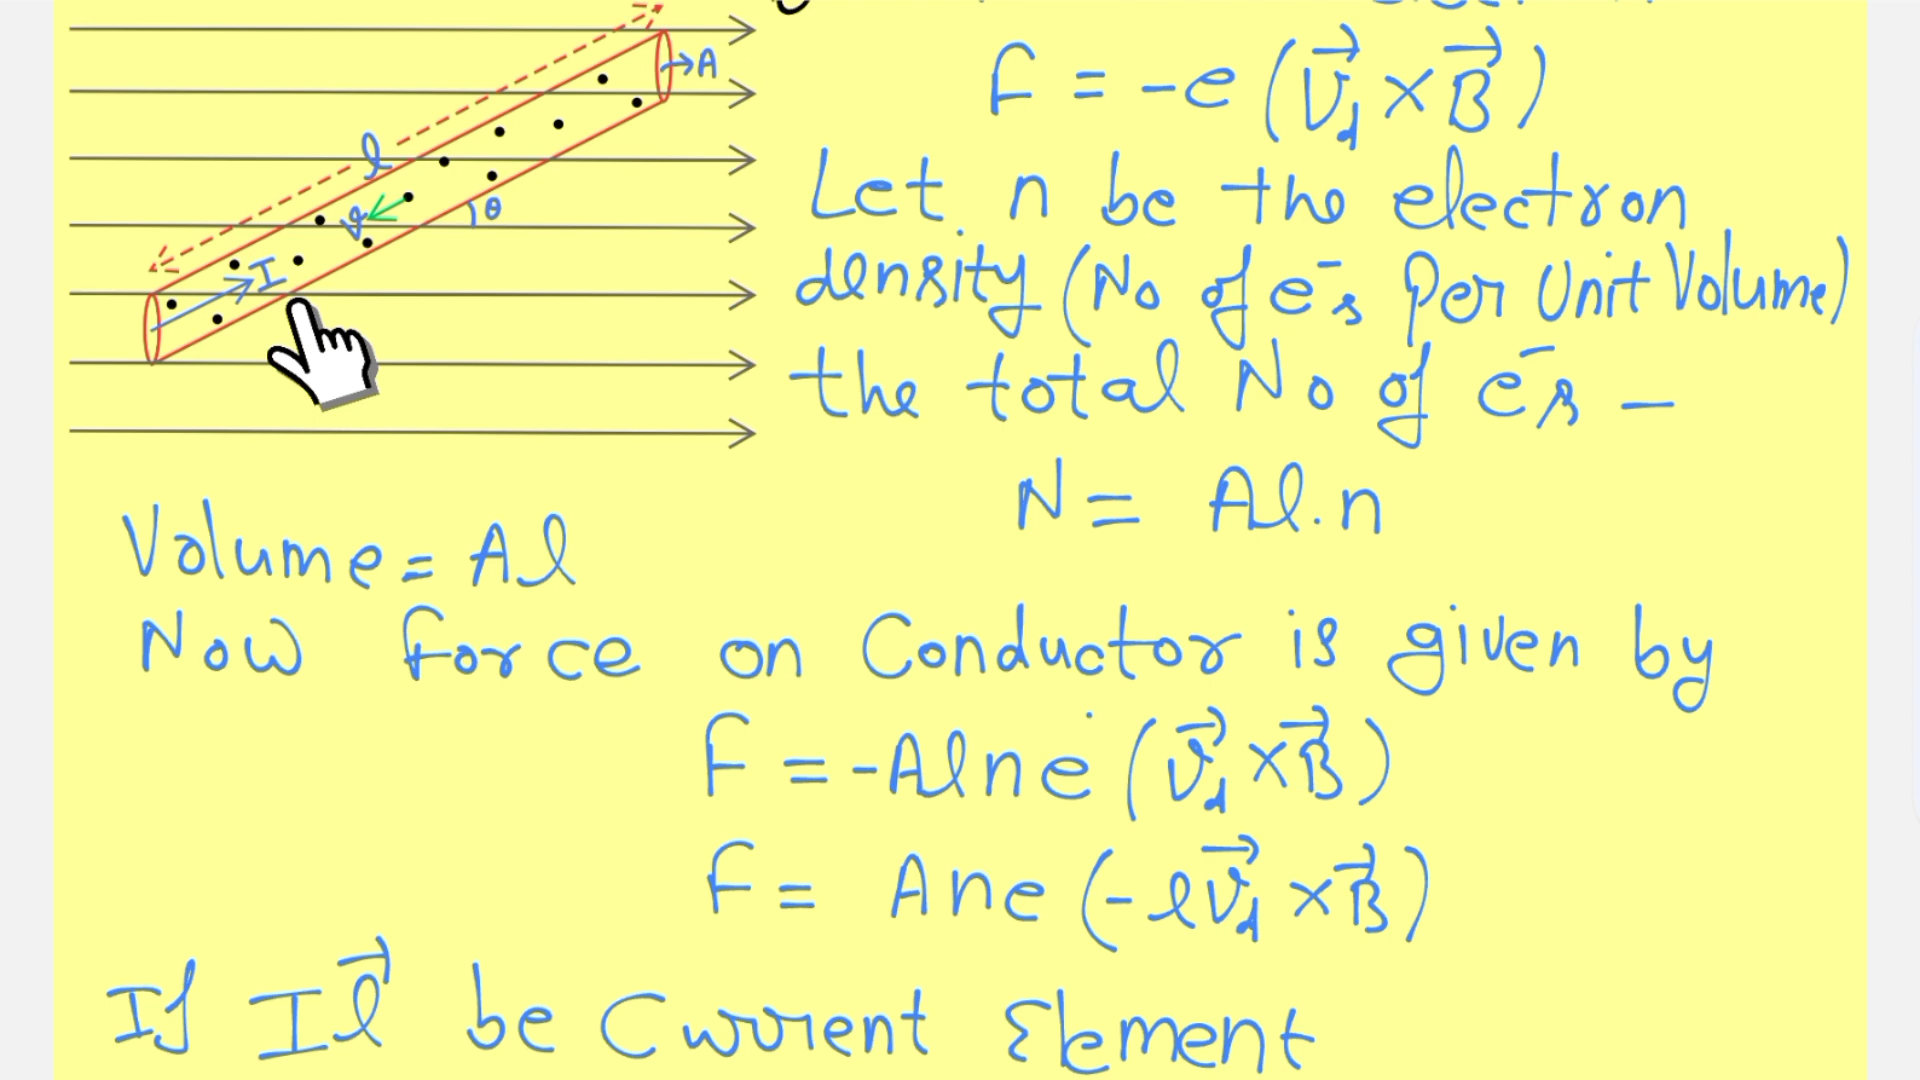 →A
l
θ
I
F = -e (V⃗d × B⃗)
Let n be the electron
density (No of e⁻s Per Unit Volume)
the total No of e⁻s –
N = Al.n
Volume = Al
Now force on Conductor is given by
F = -Alne (v⃗d × B⃗)
F = Ane (-lv⃗d × B⃗)
If Il⃗ be Current Element